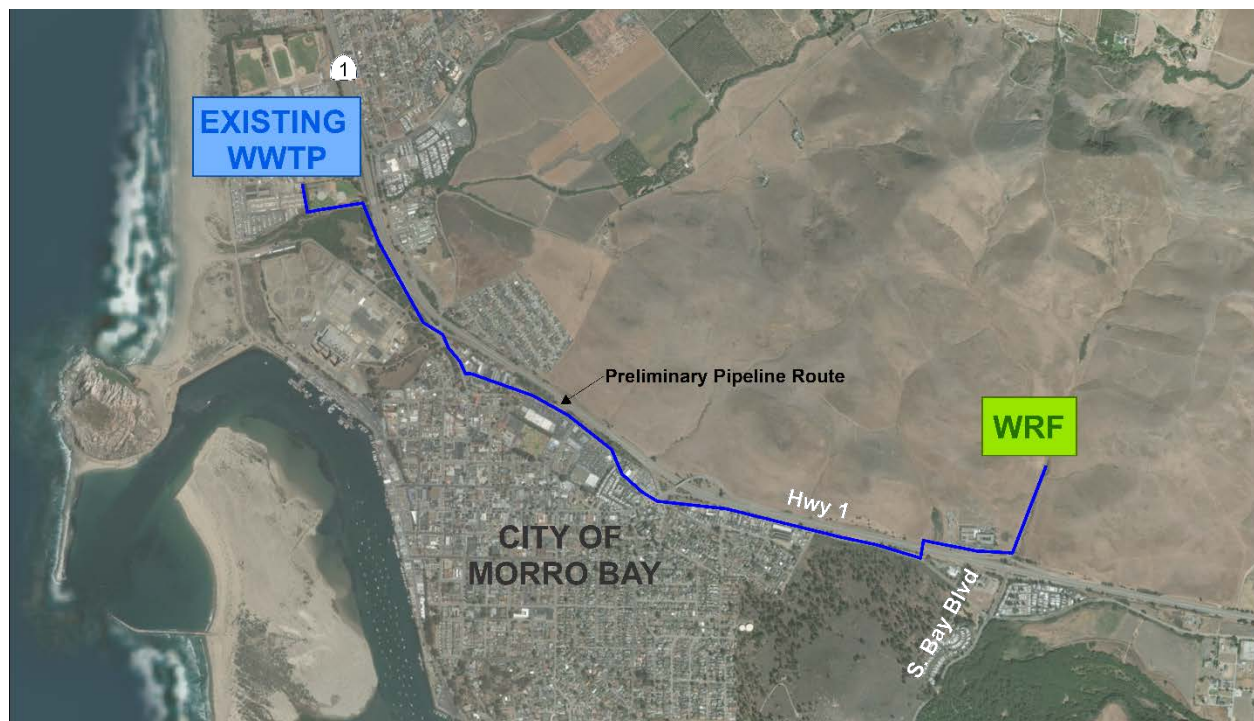 1
EXISTING
WWTP
Preliminary Pipeline Route
WRF
Hwy 1
CITY OF
MORRO BAY
S. Bay Blvd